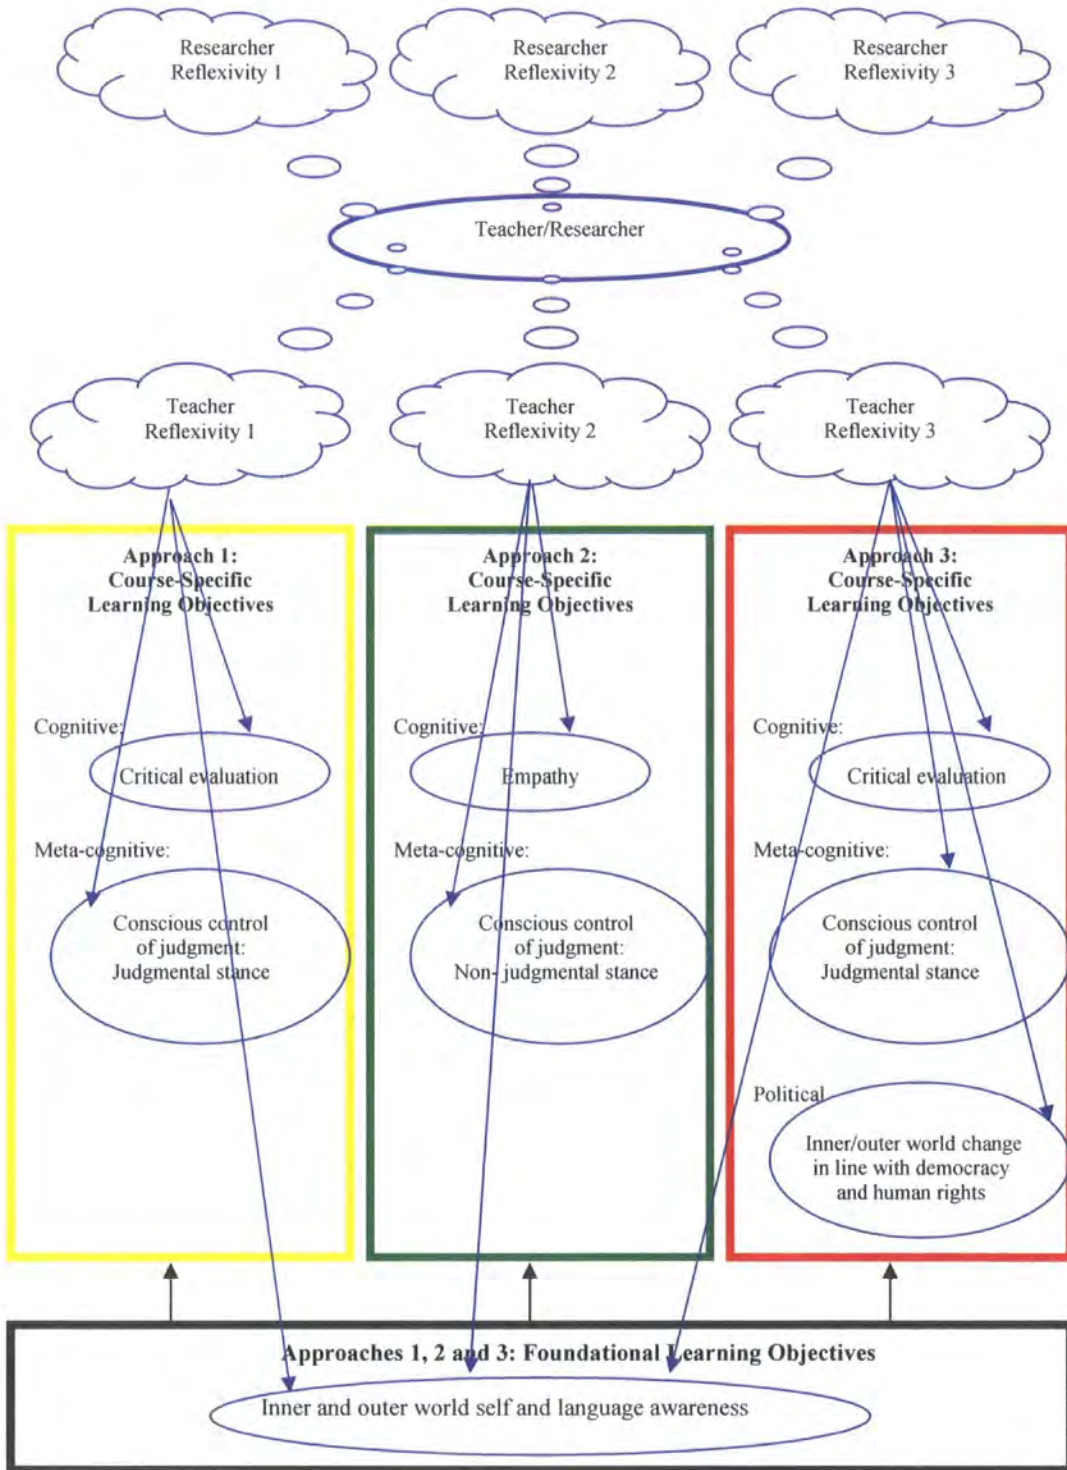 Researcher
Reflexivity 1
Researcher
Reflexivity 2
Researcher
Reflexivity 3
Teacher/Researcher
Teacher
Reflexivity 1
Teacher
Reflexivity 2
Teacher
Reflexivity 3
Approach 1:
Course-Specific
Learning Objectives
Cognitive:
Critical evaluation
Meta-cognitive:
Conscious control
of judgment:
Judgmental stance
Approach 2:
Course-Specific
Learning Objectives
Cognitive:
Empathy
Meta-cognitive:
Conscious control
of judgment:
Non- judgmental stance
Approach 3:
Course-Specific
Learning Objectives
Cognitive:
Critical evaluation
Meta-cognitive:
Conscious control
of judgment:
Judgmental stance
Political
Inner/outer world change
in line with democracy
and human rights
Approaches 1, 2 and 3: Foundational Learning Objectives
Inner and outer world self and language awareness